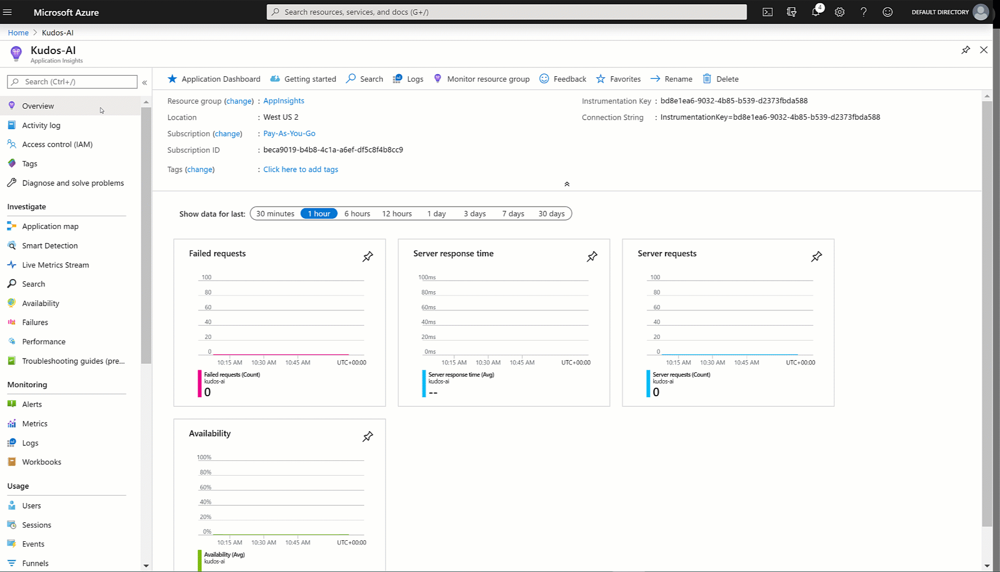 Microsoft Azure
Search resources, services, and docs (G+/)
4
DEFAULT DIRECTORY
Home > Kudos-AI
Kudos-AI
Application Insights
Search (Ctrl+/)
«
Overview
Activity log
Access control (IAM)
Tags
Diagnose and solve problems
Investigate
Application map
Smart Detection
Live Metrics Stream
Search
Availability
Failures
Performance
Troubleshooting guides (pre...
Monitoring
Alerts
Metrics
Logs
Workbooks
Usage
Users
Sessions
Events
Funnels
Application Dashboard
Getting started
Search
Logs
Monitor resource group
Feedback
Favorites
Rename
Delete
Resource group (change) : AppInsights
Location : West US 2
Subscription (change) : Pay-As-You-Go
Subscription ID : beca9019-b4b8-4c1a-a6ef-df5c8f4b8cc9
Tags (change) : Click here to add tags
Instrumentation Key : bd8e1ea6-9032-4b85-b539-d2373fbda588
Connection String : InstrumentationKey=bd8e1ea6-9032-4b85-b539-d2373fbda588
Show data for last: 30 minutes 1 hour 6 hours 12 hours 1 day 3 days 7 days 30 days
Failed requests
100
80
60
40
20
0
10:15 AM 10:30 AM 10:45 AM UTC+00:00
Failed requests (Count)
kudos-ai
0
Server response time
100ms
80ms
60ms
40ms
20ms
0ms
10:15 AM 10:30 AM 10:45 AM UTC+00:00
Server response time (Avg)
kudos-ai
--
Server requests
100
80
60
40
20
0
10:15 AM 10:30 AM 10:45 AM UTC+00:00
Server requests (Count)
kudos-ai
0
Availability
100%
80%
60%
40%
20%
0%
10:15 AM 10:30 AM 10:45 AM UTC+00:00
Availability (Avg)
kudos-ai